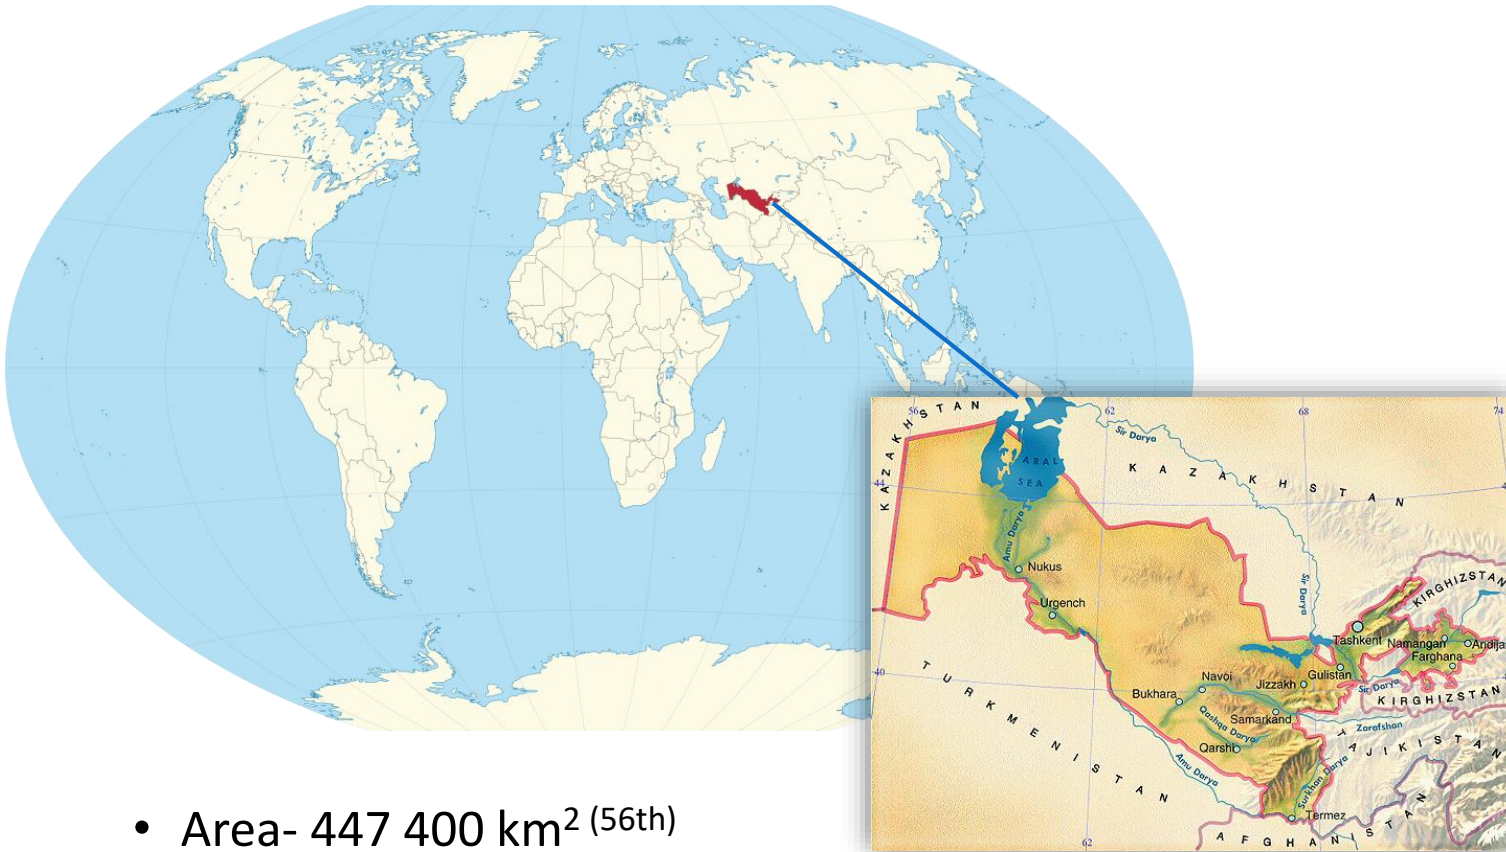 56
KAZAKHSTAN
62
68
74
Sir Darya
KAZAKHSTAN
ARAL
SEA
44
Amu Darya
Nukus
Sir Darya
KIRGHIZSTAN
Urgench
Tashkent
Namangan
Andija
Farghana
40
TURKMENISTAN
Navoi
Jizzakh
Gulistan
Sir Darya
KIRGHIZSTAN
Bukhara
Samarkand
Zarafshan
Qashqa Darya
TAJIKISTAN
Qarshi
Amu Darya
Surkhan Darya
Termez
AFGHANISTAN
62
• Area- 447 400 km2 (56th)